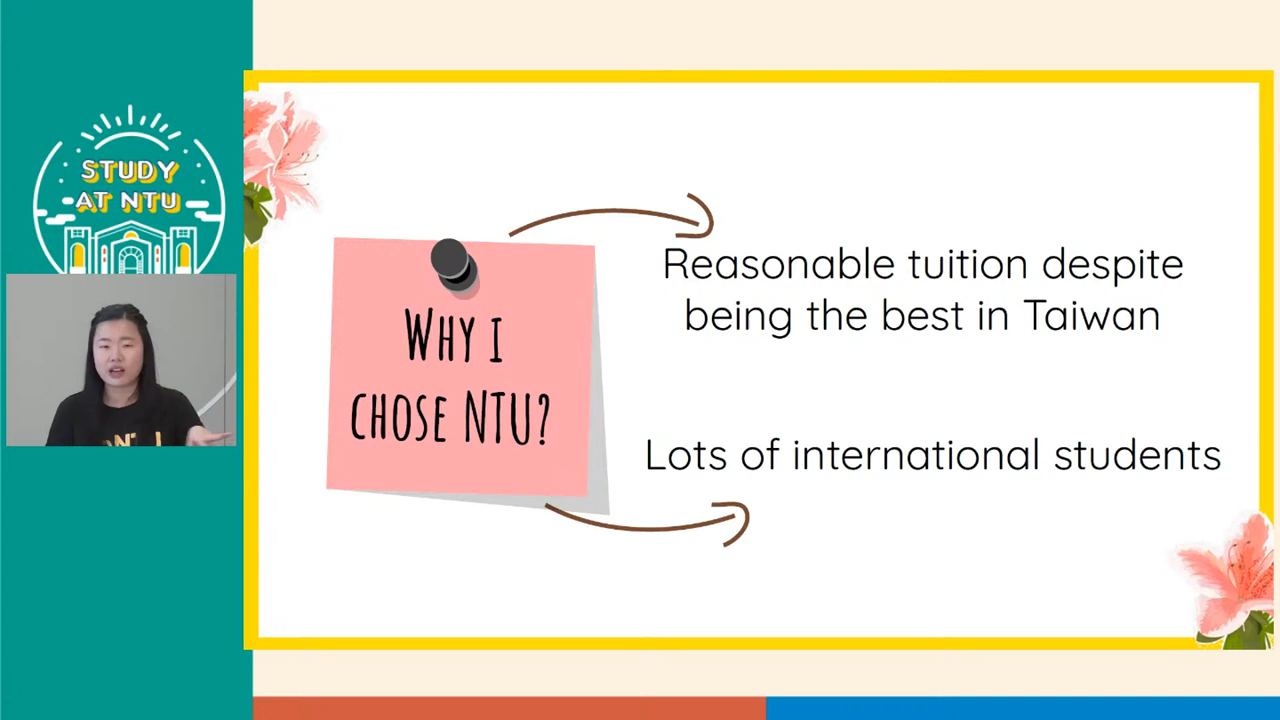 STUDY
AT NTU
WHY I
CHOSE NTU?
Reasonable tuition despite
being the best in Taiwan
Lots of international students